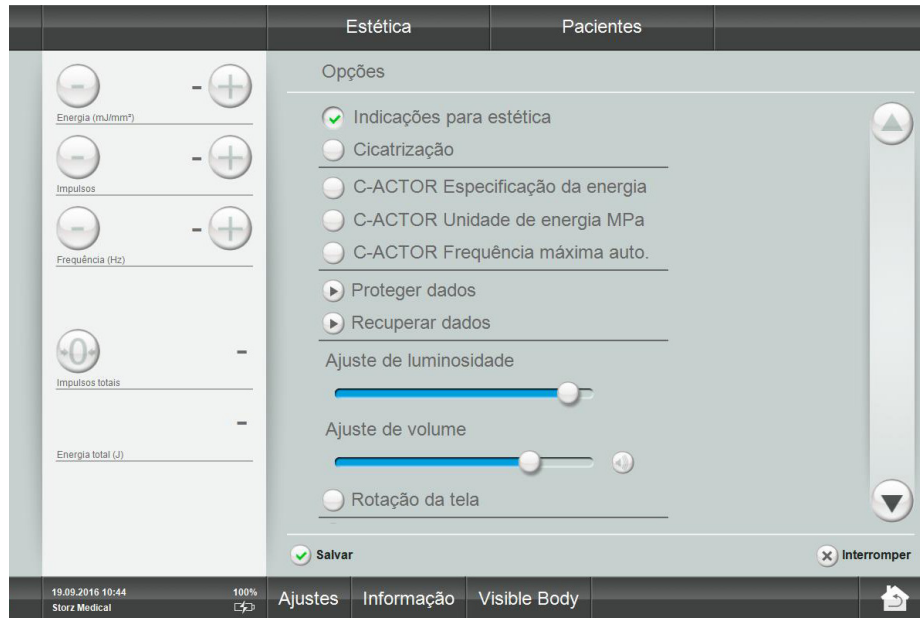 Estética
Pacientes
-
Energia (mJ/mm²)
-
Impulsos
-
Frequência (Hz)
0
-
Impulsos totais
-
Energia total (J)
Opções
Indicações para estética
Cicatrização
C-ACTOR Especificação da energia
C-ACTOR Unidade de energia MPa
C-ACTOR Frequência máxima auto.
Proteger dados
Recuperar dados
Ajuste de luminosidade
Ajuste de volume
Rotação da tela
Salvar
Interromper
19.09.2016 10:44
100%
Storz Medical
Ajustes
Informação
Visible Body